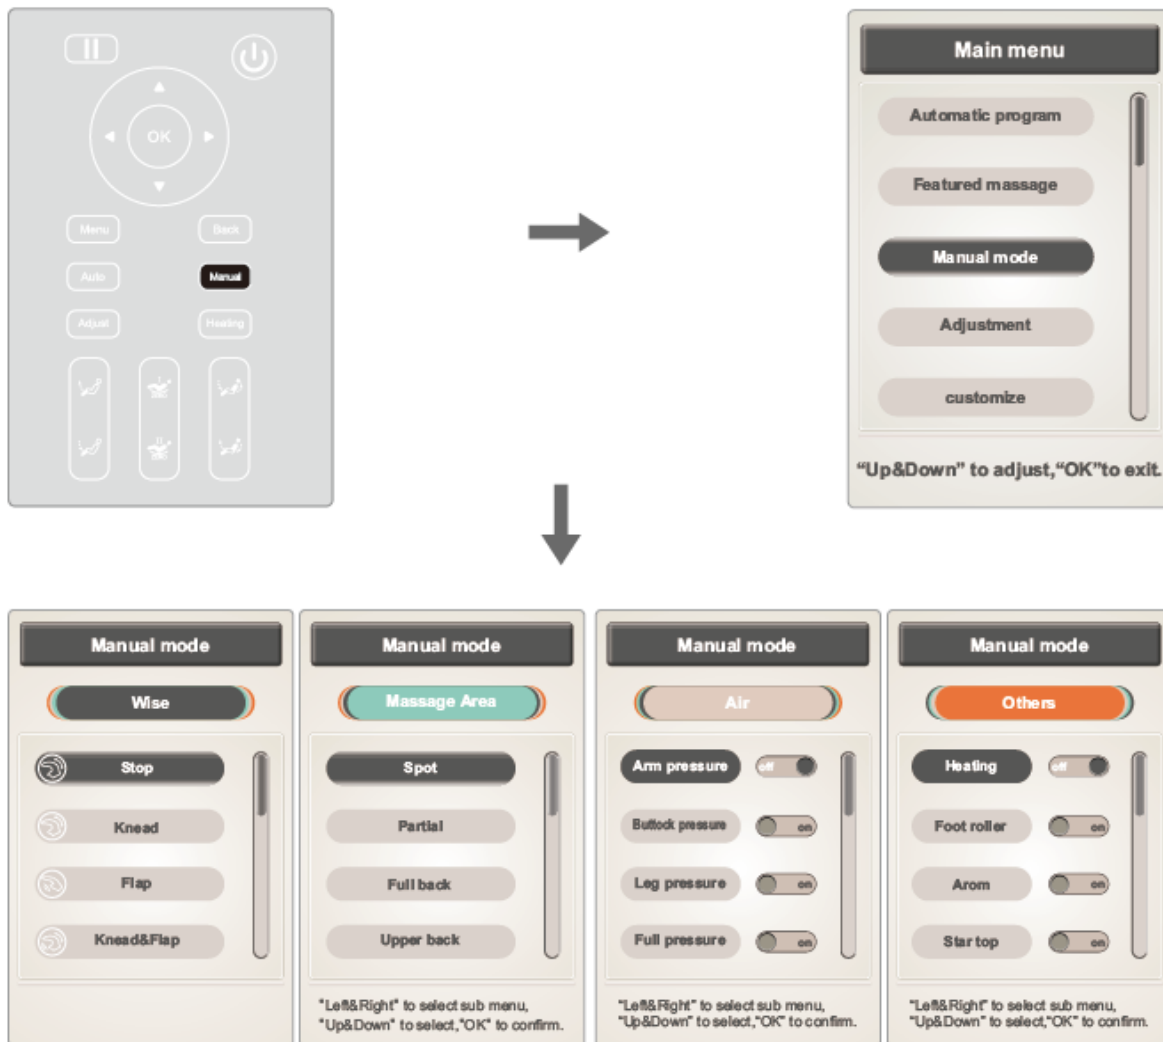 OK
Menu
Back
Auto
Manual
Adjust
Heating
Main menu
Automatic program
Featured massage
Manual mode
Adjustment
customize
“Up&Down” to adjust,“OK”to exit.
Manual mode
Wise
Stop
Knead
Flap
Knead&Flap
Manual mode
Massage Area
Spot
Partial
Full back
Upper back
"Left&Right" to select sub menu,
"Up&Down" to select,"OK" to confirm.
Manual mode
Air
Arm pressure off
Buttock pressure on
Leg pressure on
Full pressure on
"Left&Right" to select sub menu,
"Up&Down" to select,"OK" to confirm.
Manual mode
Others
Heating off
Foot roller on
Arom on
Star top on
"Left&Right" to select sub menu,
"Up&Down" to select,"OK" to confirm.